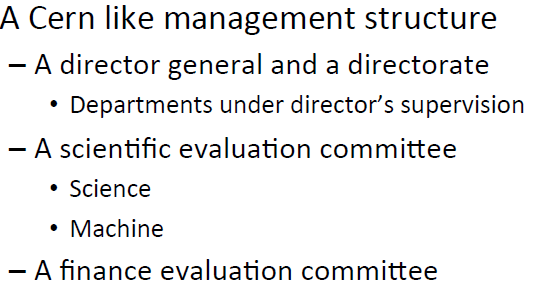 A Cern like management structure
– A director general and a directorate
• Departments under director’s supervision
– A scientific evaluation committee
• Science
• Machine
– A finance evaluation committee